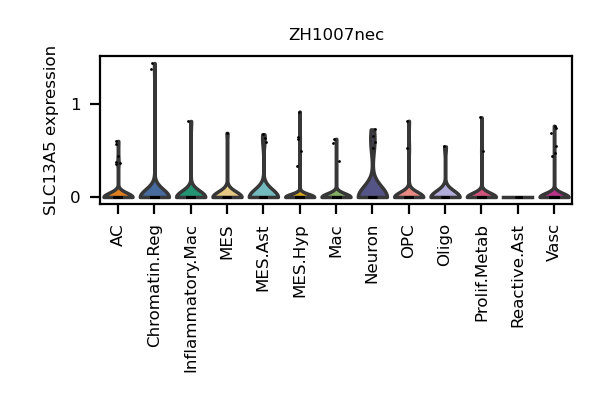 ZH1007nec
SLC13A5 expression
1
0
AC
Chromatin.Reg
Inflammatory.Mac
MES
MES.Ast
MES.Hyp
Mac
Neuron
OPC
Oligo
Prolif.Metab
Reactive.Ast
Vasc